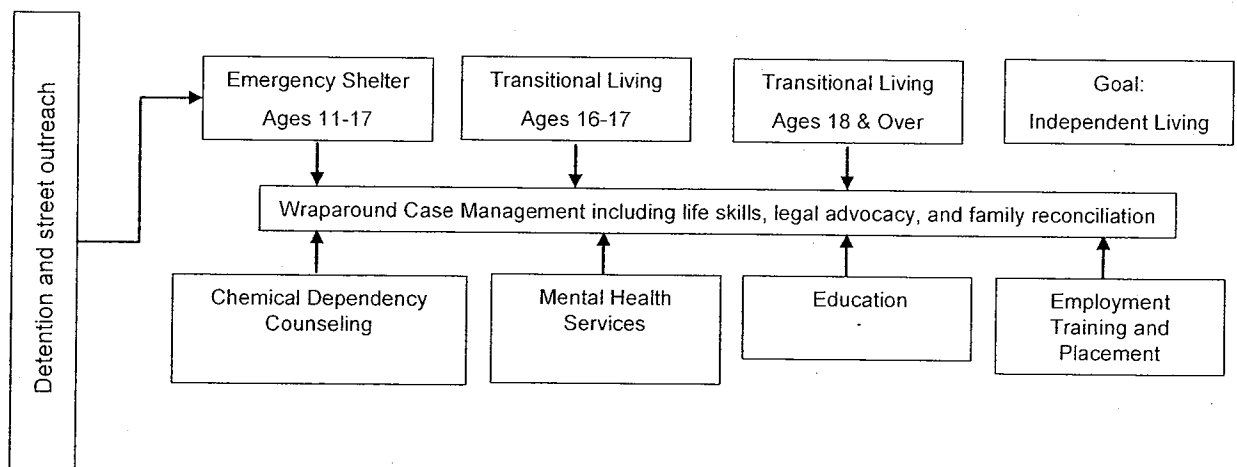 Detention and street outreach
Emergency Shelter
Ages 11-17
Transitional Living
Ages 16-17
Transitional Living
Ages 18 & Over
Goal:
Independent Living
Wraparound Case Management including life skills, legal advocacy, and family reconciliation
Chemical Dependency
Counseling
Mental Health
Services
Education
Employment
Training and
Placement